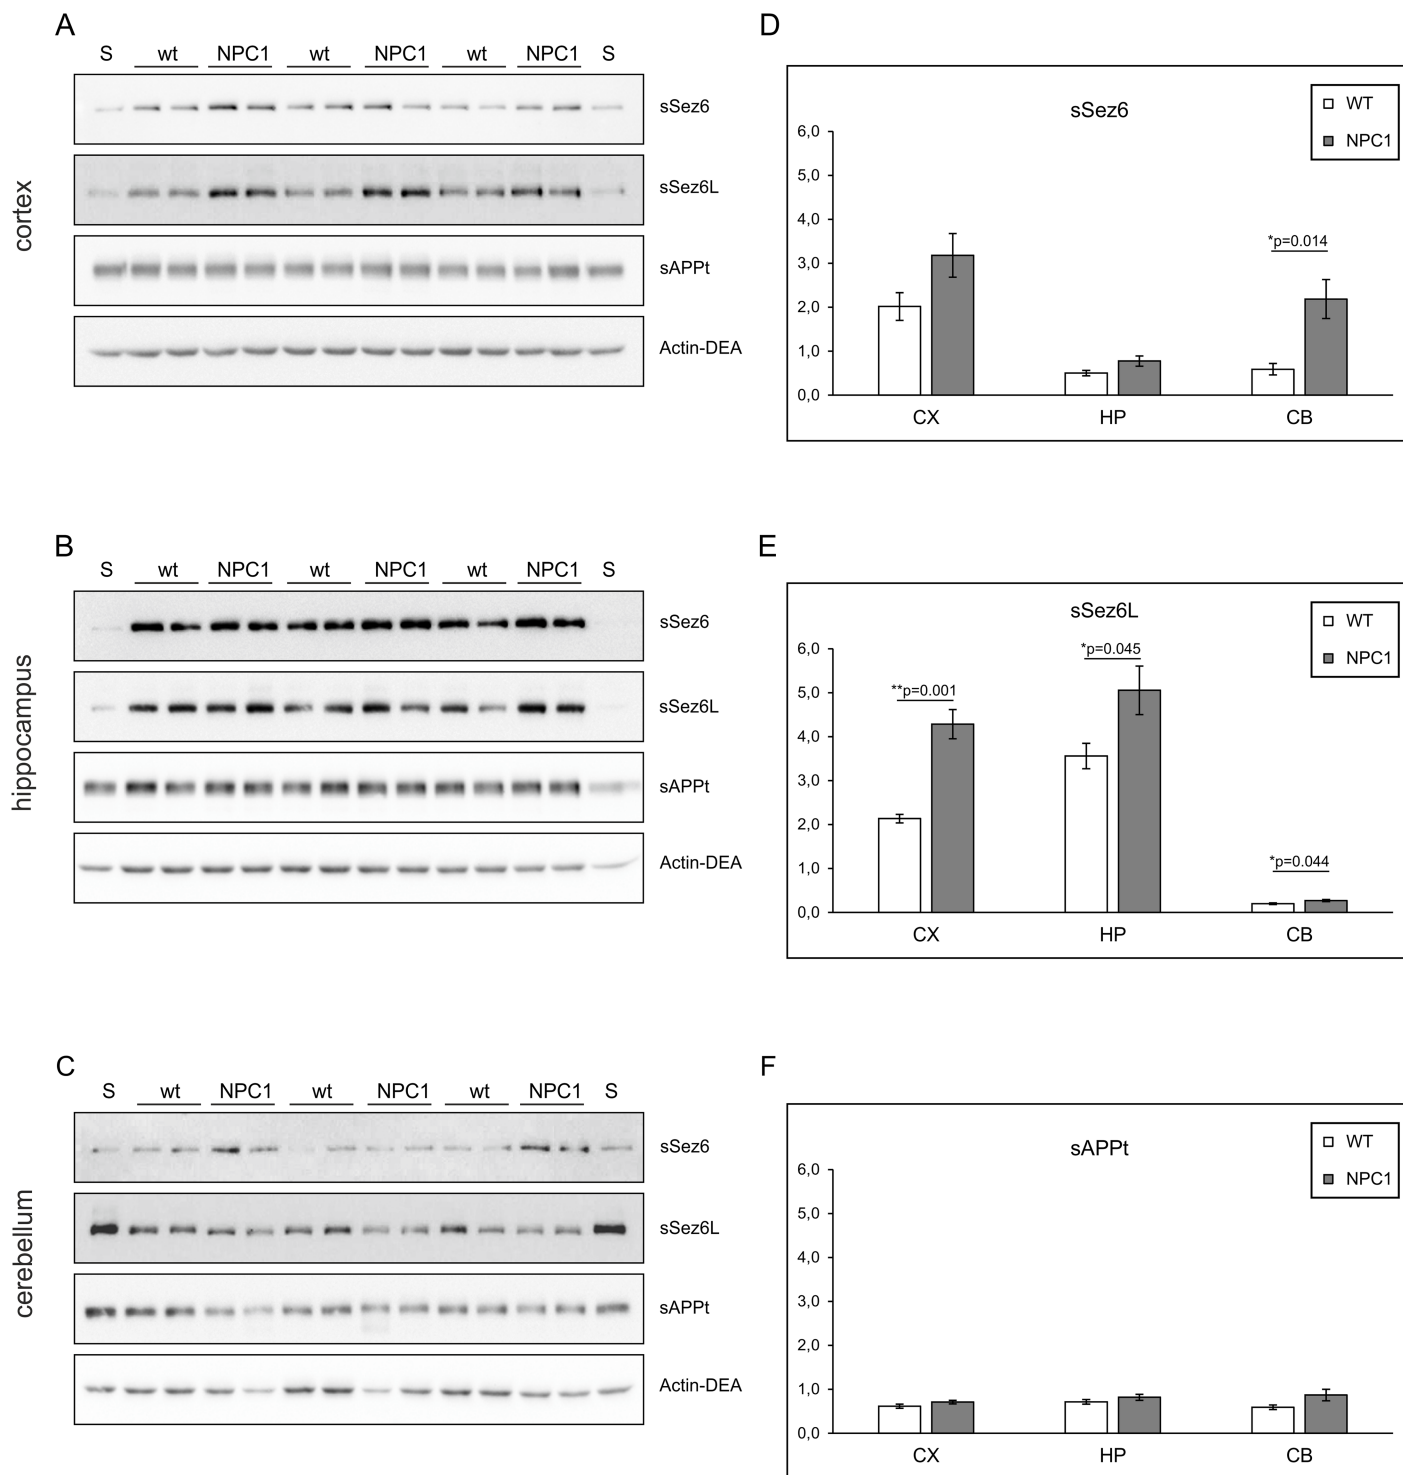 A
S wt NPC1 wt NPC1 wt NPC1 S
cortex
sSez6
sSez6L
sAPPt
Actin-DEA
D
sSez6
WT
NPC1
6,0
5,0
4,0
3,0
2,0
1,0
0,0
*p=0.014
CX HP CB
B
S wt NPC1 wt NPC1 wt NPC1 S
hippocampus
sSez6
sSez6L
sAPPt
Actin-DEA
E
sSez6L
WT
NPC1
6,0
5,0
4,0
3,0
2,0
1,0
0,0
**p=0.001
*p=0.045
*p=0.044
CX HP CB
C
S wt NPC1 wt NPC1 wt NPC1 S
cerebellum
sSez6
sSez6L
sAPPt
Actin-DEA
F
sAPPt
WT
NPC1
6,0
5,0
4,0
3,0
2,0
1,0
0,0
CX HP CB